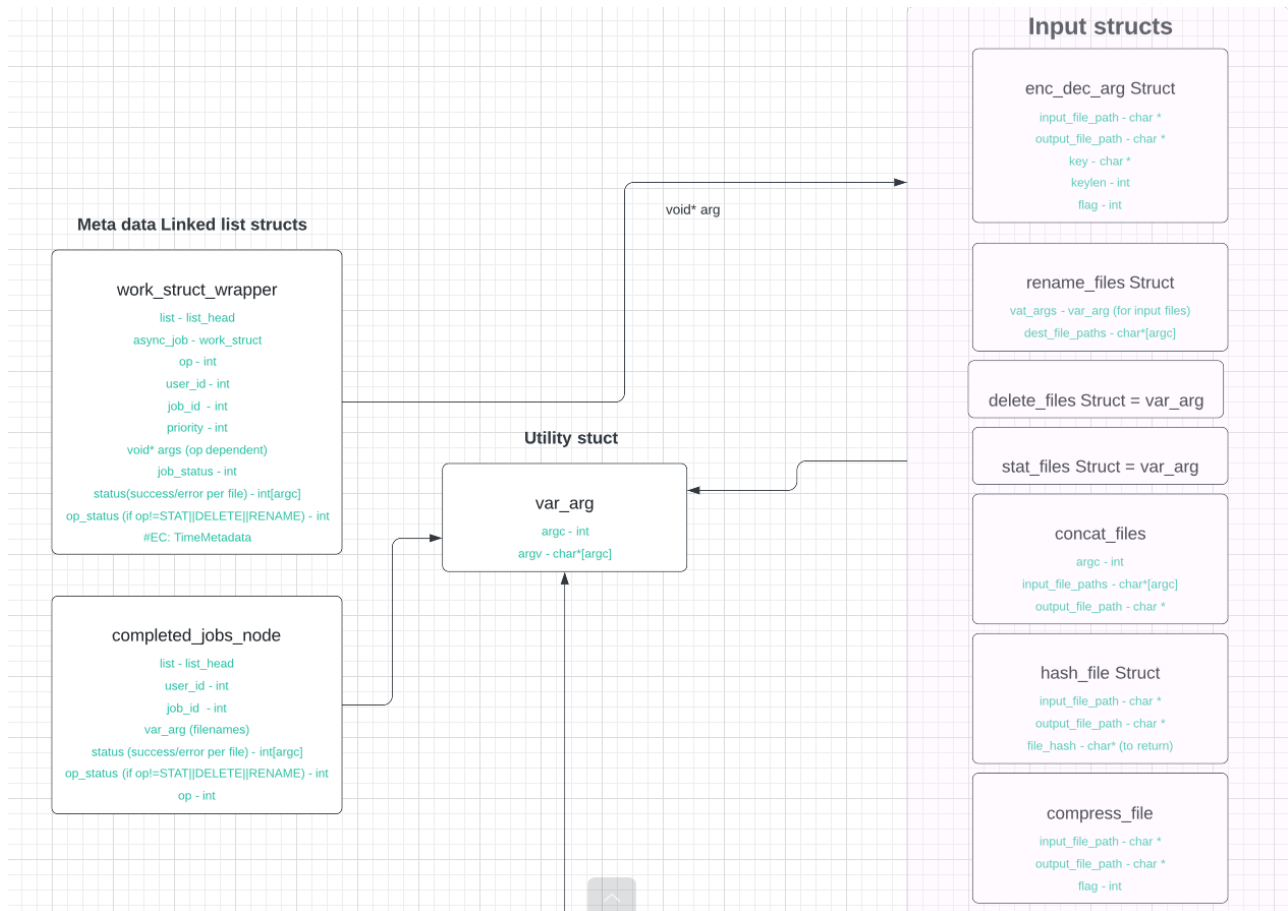 Meta data Linked list structs
work_struct_wrapper
list - list_head
async_job - work_struct
op - int
user_id - int
job_id - int
priority - int
void* args (op dependent)
job_status - int
status(success/error per file) - int[argc]
op_status (if op!=STAT||DELETE||RENAME) - int
#EC: TimeMetadata
completed_jobs_node
list - list_head
user_id - int
job_id - int
var_arg (filenames)
status (success/error per file) - int[argc]
op_status (if op!=STAT||DELETE||RENAME) - int
op - int
void* arg
Utility stuct
var_arg
argc - int
argv - char*[argc]
Input structs
enc_dec_arg Struct
input_file_path - char *
output_file_path - char *
key - char *
keylen - int
flag - int
rename_files Struct
vat_args - var_arg (for input files)
dest_file_paths - char*[argc]
delete_files Struct = var_arg
stat_files Struct = var_arg
concat_files
argc - int
input_file_paths - char*[argc]
output_file_path - char *
hash_file Struct
input_file_path - char *
output_file_path - char *
file_hash - char* (to return)
compress_file
input_file_path - char *
output_file_path - char *
flag - int